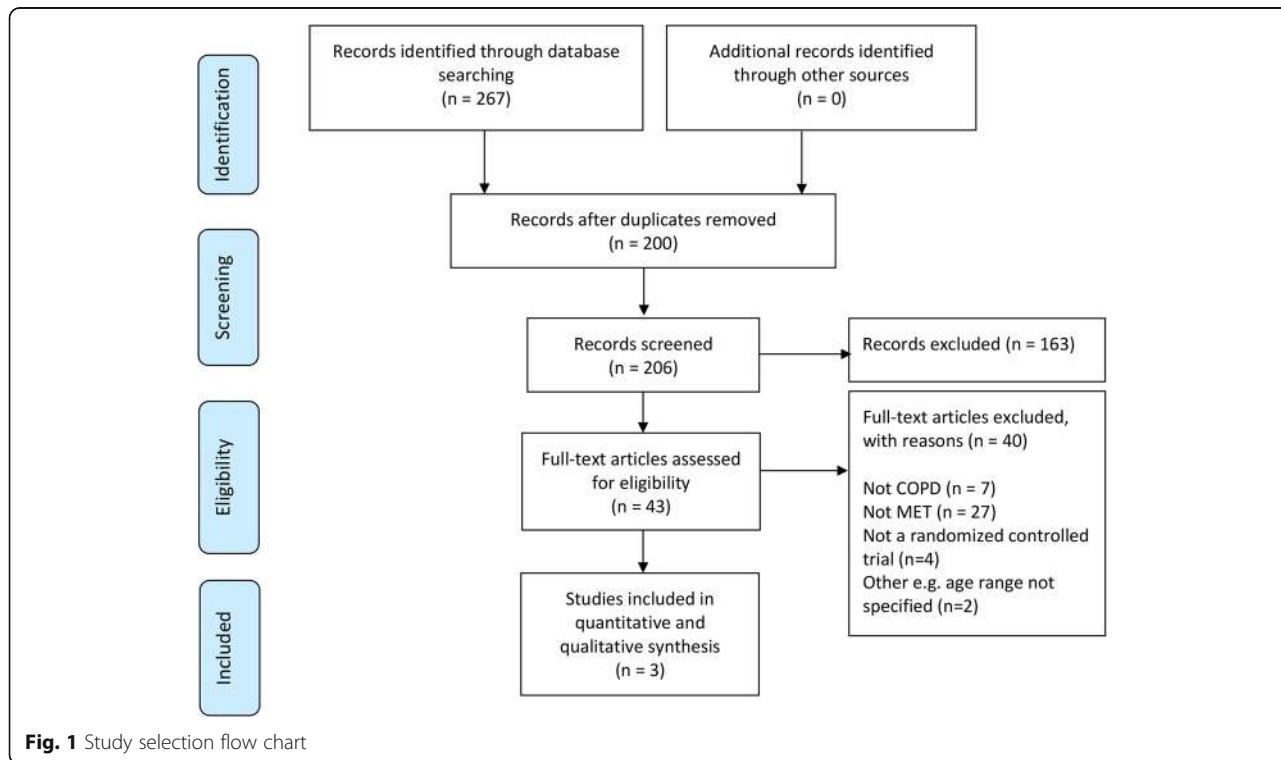 Identification
Records identified through database
searching
(n = 267)
Additional records identified
through other sources
(n = 0)
Records after duplicates removed
(n = 200)
Screening
Records screened
(n = 206)
Records excluded (n = 163)
Eligibility
Full-text articles assessed
for eligibility
(n = 43)
Full-text articles excluded,
with reasons (n = 40)
Not COPD (n = 7)
Not MET (n = 27)
Not a randomized controlled
trial (n=4)
Other e.g. age range not
specified (n=2)
Included
Studies included in
quantitative and
qualitative synthesis
(n = 3)
Fig. 1 Study selection flow chart